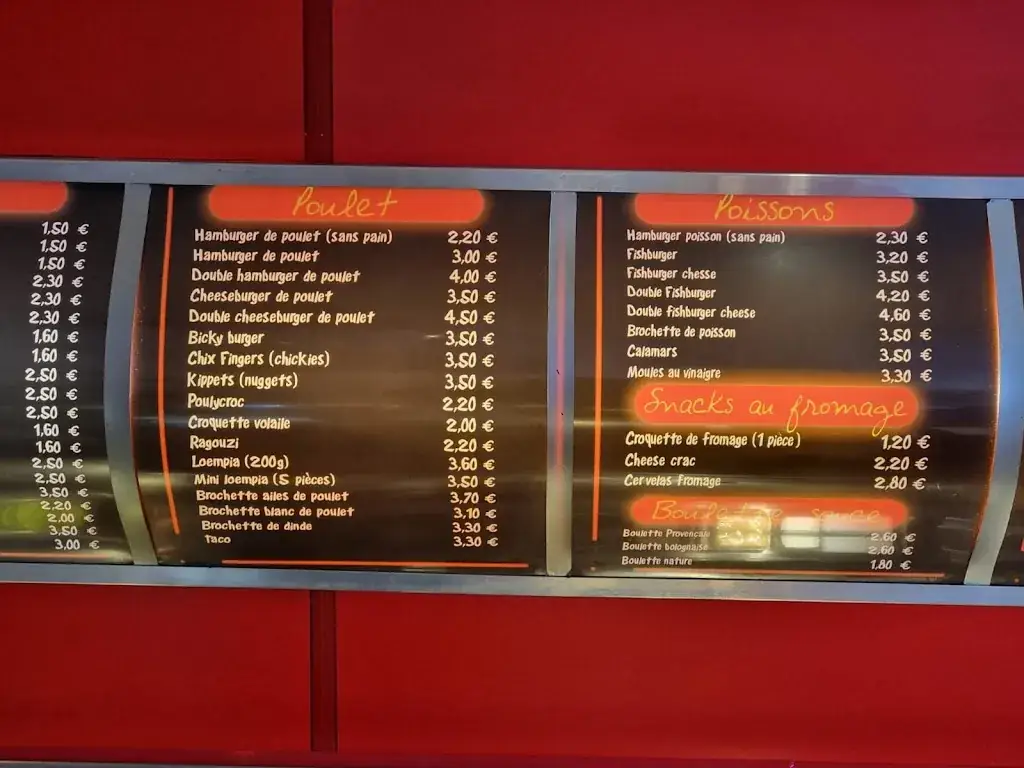 1,50 €
1,50 €
1,50 €
2,30 €
2,30 €
2,30 €
1,60 €
1,60 €
2,50 €
2,50 €
2,50 €
1,60 €
1,60 €
2,50 €
2,50 €
3,50 €
2,20 €
2,00 €
3,50 €
3,00 €
Poulet
Hamburger de poulet (sans pain) 2,20 €
Hamburger de poulet 3,00 €
Double hamburger de poulet 4,00 €
Cheeseburger de poulet 3,50 €
Double cheeseburger de poulet 4,50 €
Bicky burger 3,50 €
Chix Fingers (chickies) 3,50 €
Kippets (nuggets) 3,50 €
Poulycroc 2,20 €
Croquette volaile 2,00 €
Ragouzi 2,20 €
Loempia (200g) 3,60 €
Mini loempia (5 pièces) 3,50 €
Brochette ailes de poulet 3,70 €
Brochette blanc de poulet 3,10 €
Brochette de dinde 3,30 €
Taco 3,30 €
Poissons
Hamburger poisson (sans pain) 2,30 €
Fishburger 3,20 €
Fishburger chesse 3,50 €
Double Fishburger 4,20 €
Double fishburger cheese 4,60 €
Brochette de poisson 3,50 €
Calamars 3,50 €
Moules au vinaigre 3,30 €
Snacks au fromage
Croquette de fromage (1 pièce) 1,20 €
Cheese crac 2,20 €
Cervelas fromage 2,80 €
sauce
Boulette Provençale 2,60 €
Boulette bolognaise 2,60 €
Boulette nature 1,80 €